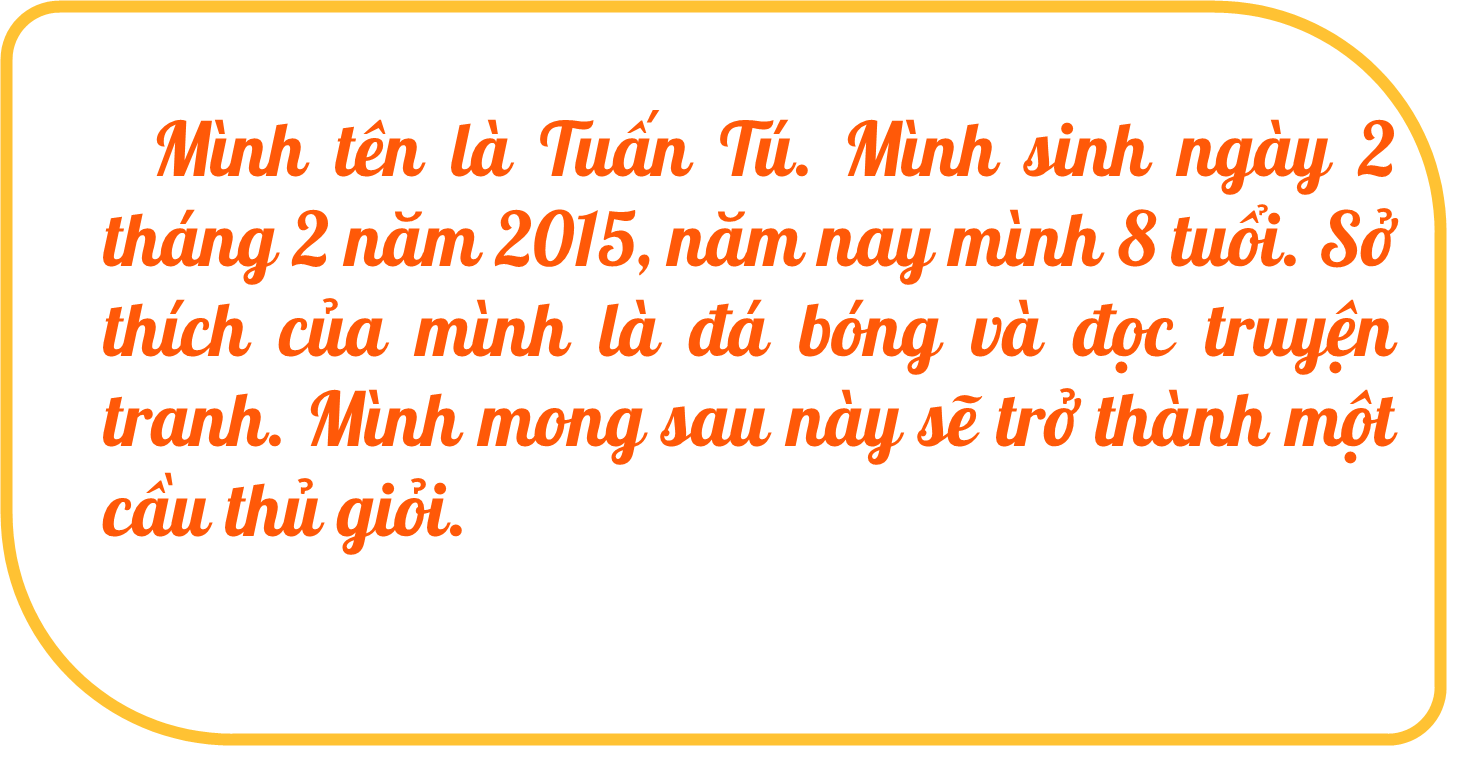 Mình tên là Tuấn Tú. Mình sinh ngày 2
tháng 2 năm 2015, năm nay mình 8 tuổi. Sở
thích của mình là đá bóng và đọc truyện
tranh. Mình mong sau này sẽ trở thành một
cầu thủ giỏi.